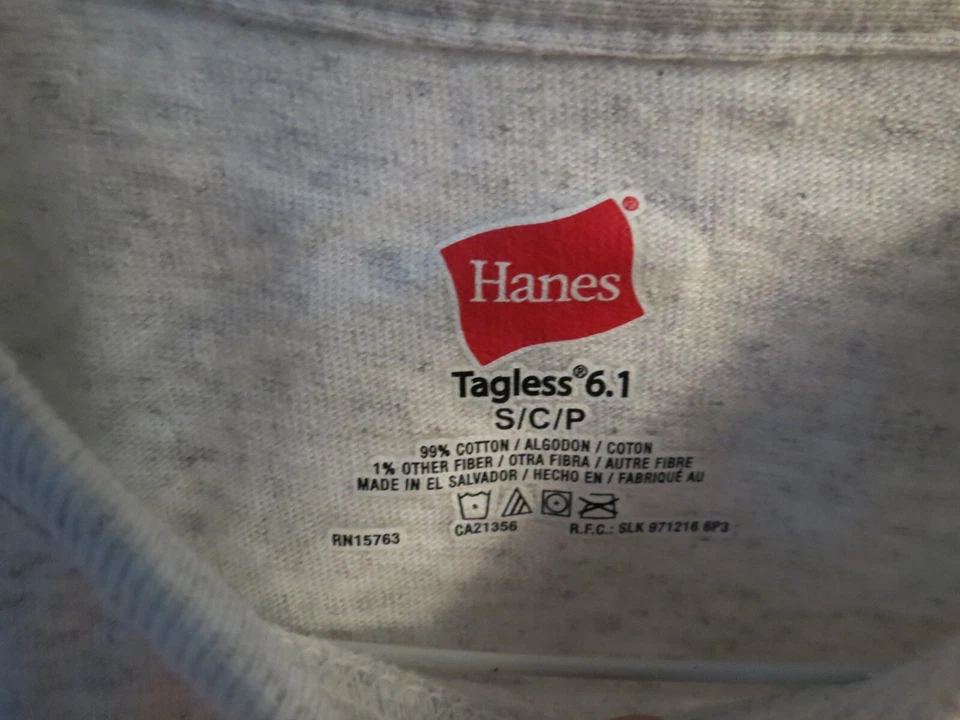 Hanes®
Tagless®6.1
S/C/P
99% COTTON / ALGODON / COTON
1% OTHER FIBER / OTRA FIBRA / AUTRE FIBRE
MADE IN EL SALVADOR / HECHO EN / FABRIQUÉ AU
CA21356
R.F.C.: SLK 971216 6P3
RN15763